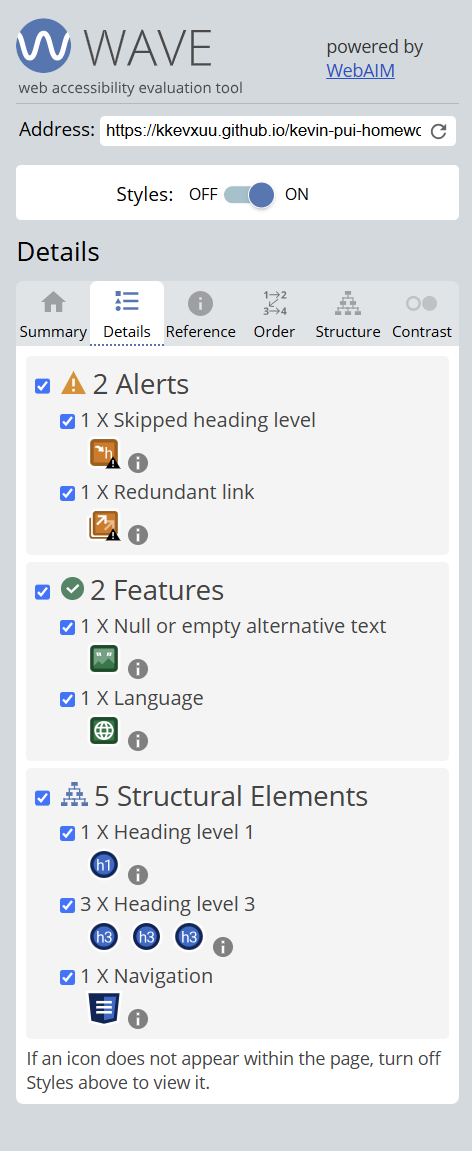 WAVE
web accessibility evaluation tool
powered by
WebAIM
Address: https://kkevxuu.github.io/kevin-pui-homewo
Styles: OFF ON
Details
Summary Details Reference Order Structure Contrast
2 Alerts
1 X Skipped heading level
h
1 X Redundant link
2 Features
1 X Null or empty alternative text
1 X Language
5 Structural Elements
1 X Heading level 1
h1
3 X Heading level 3
h3 h3 h3
1 X Navigation
If an icon does not appear within the page, turn off
Styles above to view it.